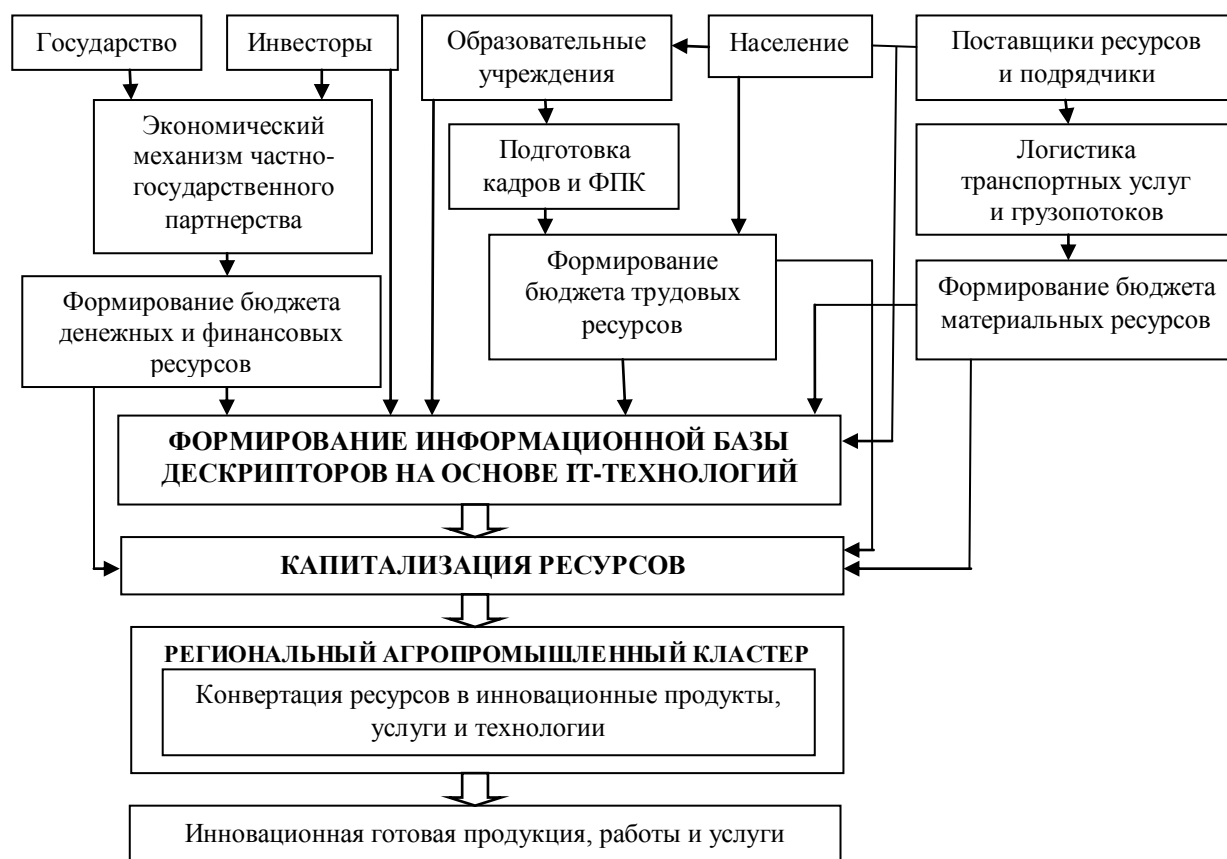 Государство
Инвесторы
Образовательные
учреждения
Население
Поставщики ресурсов
и подрядчики
Экономический
механизм частно-
государственного
партнерства
Подготовка
кадров и ФПК
Логистика
транспортных услуг
и грузопотоков
Формирование бюджета
денежных и финансовых
ресурсов
Формирование
бюджета трудовых
ресурсов
Формирование бюджета
материальных ресурсов
ФОРМИРОВАНИЕ ИНФОРМАЦИОННОЙ БАЗЫ
ДЕСКРИПТОРОВ НА ОСНОВЕ IT-ТЕХНОЛОГИЙ
КАПИТАЛИЗАЦИЯ РЕСУРСОВ
РЕГИОНАЛЬНЫЙ АГРОПРОМЫШЛЕННЫЙ КЛАСТЕР
Конвертация ресурсов в инновационные продукты,
услуги и технологии
Инновационная готовая продукция, работы и услуги